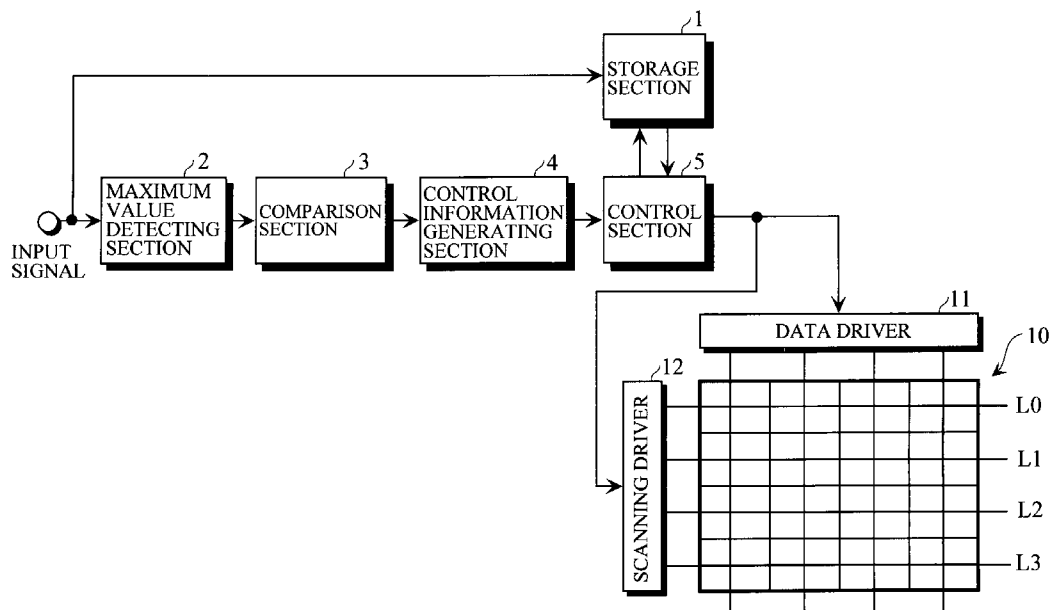 1
STORAGE
SECTION
2
MAXIMUM
VALUE
DETECTING
SECTION
3
COMPARISON
SECTION
4
CONTROL
INFORMATION
GENERATING
SECTION
5
CONTROL
SECTION
INPUT
SIGNAL
11
DATA DRIVER
10
12
SCANNING DRIVER
L0
L1
L2
L3